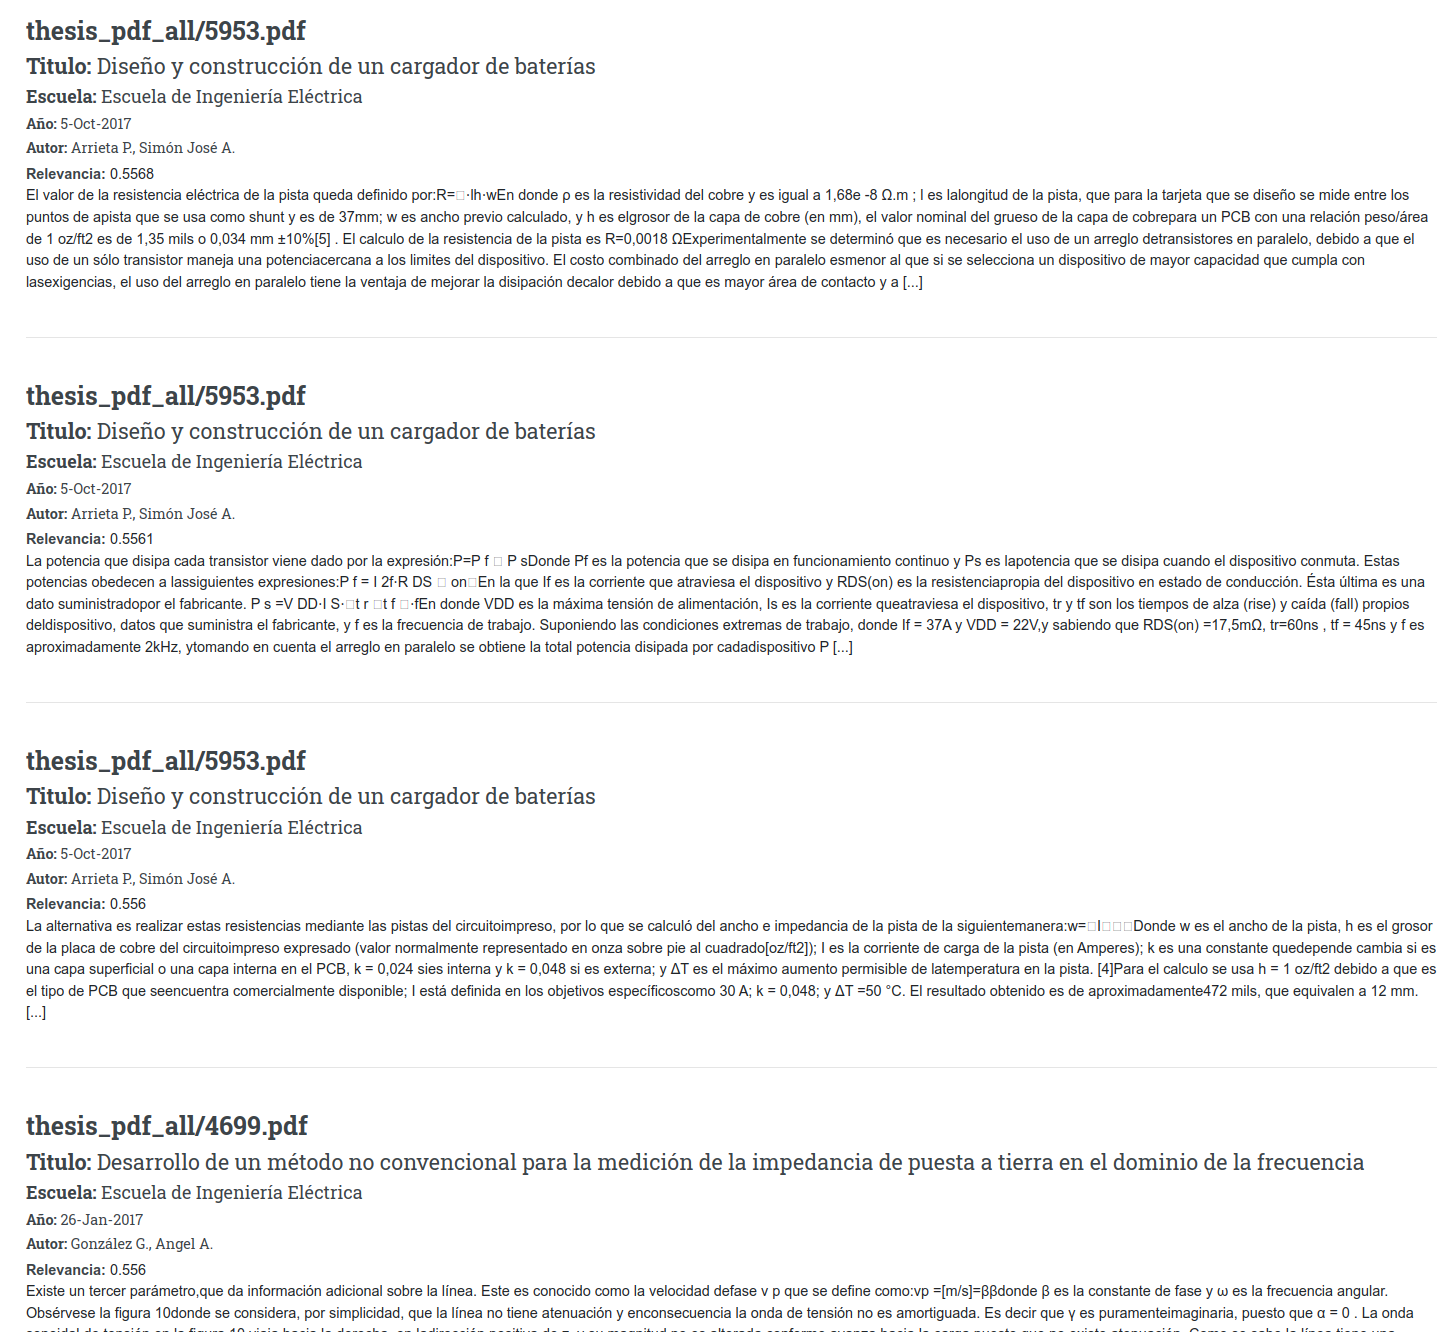 thesis_pdf_all/5953.pdf
Titulo: Diseño y construcción de un cargador de baterías
Escuela: Escuela de Ingeniería Eléctrica
Año: 5-Oct-2017
Autor: Arrieta P., Simón José A.
Relevancia: 0.5568
El valor de la resistencia eléctrica de la pista queda definido por:R=□·lh·wEn donde ρ es la resistividad del cobre y es igual a 1,68e -8 Ω.m ; l es lalongitud de la pista, que para la tarjeta que se diseño se mide entre los
puntos de apista que se usa como shunt y es de 37mm; w es ancho previo calculado, y h es elgrosor de la capa de cobre (en mm), el valor nominal del grueso de la capa de cobrepara un PCB con una relación peso/área
de 1 oz/ft2 es de 1,35 mils o 0,034 mm ±10%[5] . El calculo de la resistencia de la pista es R=0,0018 ΩExperimentalmente se determinó que es necesario el uso de un arreglo detransistores en paralelo, debido a que el
uso de un sólo transistor maneja una potenciacercana a los limites del dispositivo. El costo combinado del arreglo en paralelo esmenor al que si se selecciona un dispositivo de mayor capacidad que cumpla con
lasexigencias, el uso del arreglo en paralelo tiene la ventaja de mejorar la disipación decalor debido a que es mayor área de contacto y a [...]
thesis_pdf_all/5953.pdf
Titulo: Diseño y construcción de un cargador de baterías
Escuela: Escuela de Ingeniería Eléctrica
Año: 5-Oct-2017
Autor: Arrieta P., Simón José A.
Relevancia: 0.5561
La potencia que disipa cada transistor viene dado por la expresión:P=P f □ P sDonde Pf es la potencia que se disipa en funcionamiento continuo y Ps es lapotencia que se disipa cuando el dispositivo conmuta. Estas
potencias obedecen a lassiguientes expresiones:P f = I 2f·R DS □ on□En la que If es la corriente que atraviesa el dispositivo y RDS(on) es la resistenciapropia del dispositivo en estado de conducción. Ésta última es una
dato suministradopor el fabricante. P s =V DD·I S·□t r □t f □·fEn donde VDD es la máxima tensión de alimentación, Is es la corriente queatraviesa el dispositivo, tr y tf son los tiempos de alza (rise) y caída (fall) propios
deldispositivo, datos que suministra el fabricante, y f es la frecuencia de trabajo. Suponiendo las condiciones extremas de trabajo, donde If = 37A y VDD = 22V,y sabiendo que RDS(on) =17,5mΩ, tr=60ns , tf = 45ns y f es
aproximadamente 2kHz, ytomando en cuenta el arreglo en paralelo se obtiene la total potencia disipada por cadadispositivo P [...]
thesis_pdf_all/5953.pdf
Titulo: Diseño y construcción de un cargador de baterías
Escuela: Escuela de Ingeniería Eléctrica
Año: 5-Oct-2017
Autor: Arrieta P., Simón José A.
Relevancia: 0.556
La alternativa es realizar estas resistencias mediante las pistas del circuitoimpreso, por lo que se calculó del ancho e impedancia de la pista de la siguientemanera:w=□I□□□Donde w es el ancho de la pista, h es el grosor
de la placa de cobre del circuitoimpreso expresado (valor normalmente representado en onza sobre pie al cuadrado[oz/ft2]); I es la corriente de carga de la pista (en Amperes); k es una constante quedepende cambia si es
una capa superficial o una capa interna en el PCB, k = 0,024 sies interna y k = 0,048 si es externa; y ΔT es el máximo aumento permisible de latemperatura en la pista. [4]Para el calculo se usa h = 1 oz/ft2 debido a que es
el tipo de PCB que seencuentra comercialmente disponible; I está definida en los objetivos específicoscomo 30 A; k = 0,048; y ΔT =50 °C. El resultado obtenido es de aproximadamente472 mils, que equivalen a 12 mm.
[...]
thesis_pdf_all/4699.pdf
Titulo: Desarrollo de un método no convencional para la medición de la impedancia de puesta a tierra en el dominio de la frecuencia
Escuela: Escuela de Ingeniería Eléctrica
Año: 26-Jan-2017
Autor: González G., Angel A.
Relevancia: 0.556
Existe un tercer parámetro,que da información adicional sobre la línea. Este es conocido como la velocidad defase v p que se define como:vp =[m/s]=ββdonde β es la constante de fase y ω es la frecuencia angular.
Obsérvese la figura 10donde se considera, por simplicidad, que la línea no tiene atenuación y enconsecuencia la onda de tensión no es amortiguada. Es decir que γ es puramenteimaginaria, puesto que α = 0 . La onda